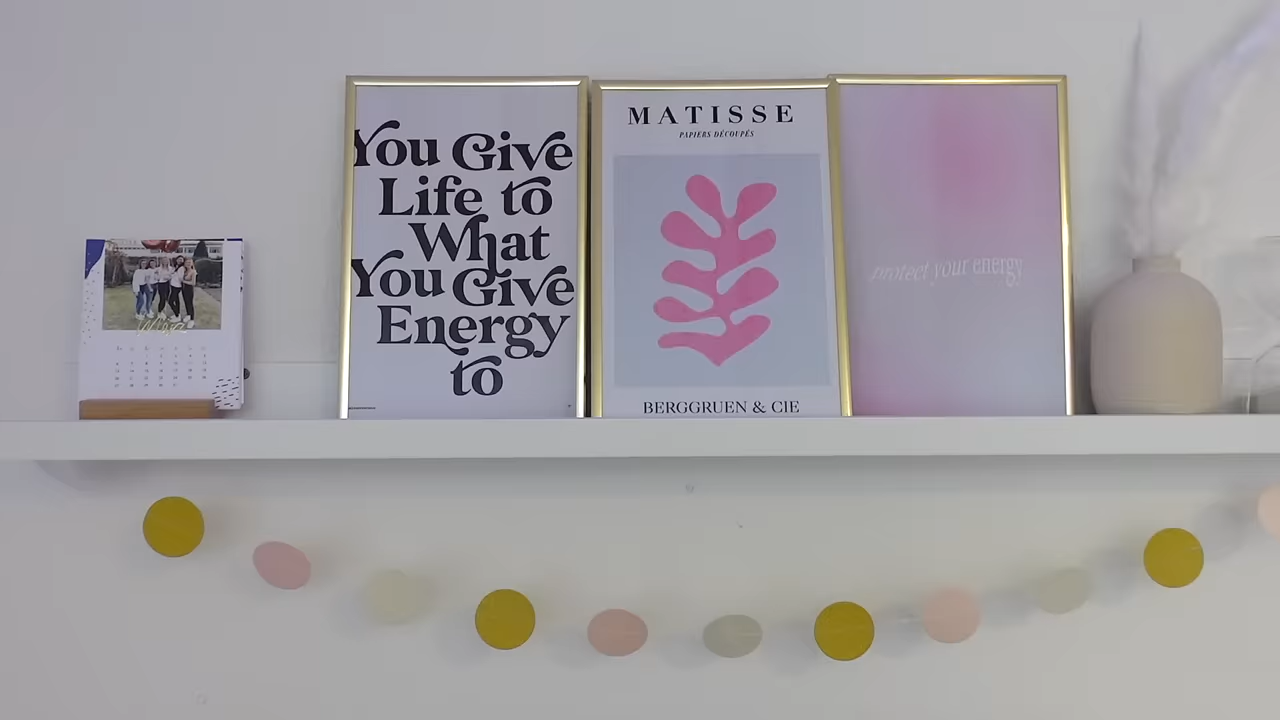 You Give
Life to
What
You Give
Energy
to
MATISSE
PAPIERS DÉCOUPÉS
BERGGRUEN & CIE
protect your energy